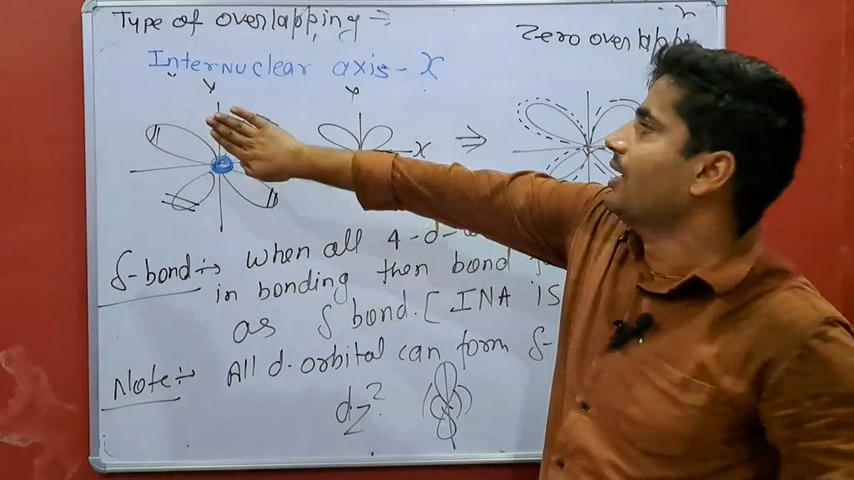 Type of overlapping →
Zero overlapping
Internuclear axis - X
Y
Y
X
δ-bond :- When all 4-d-
in bonding then bond
as δ bond. [INA is
Note :- All d.orbital can form δ-
dz²